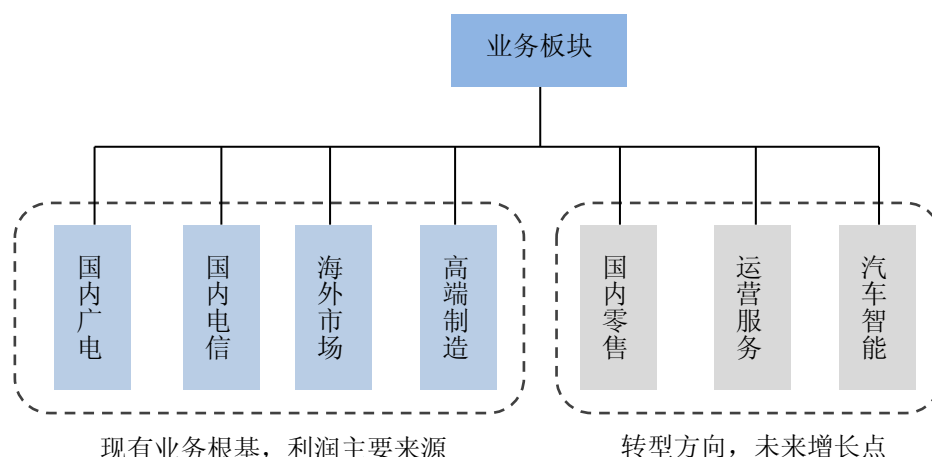 业务板块
国内广电
国内电信
海外市场
高端制造
国内零售
运营服务
汽车智能
现有业务根基，利润主要来源
转型方向，未来增长点